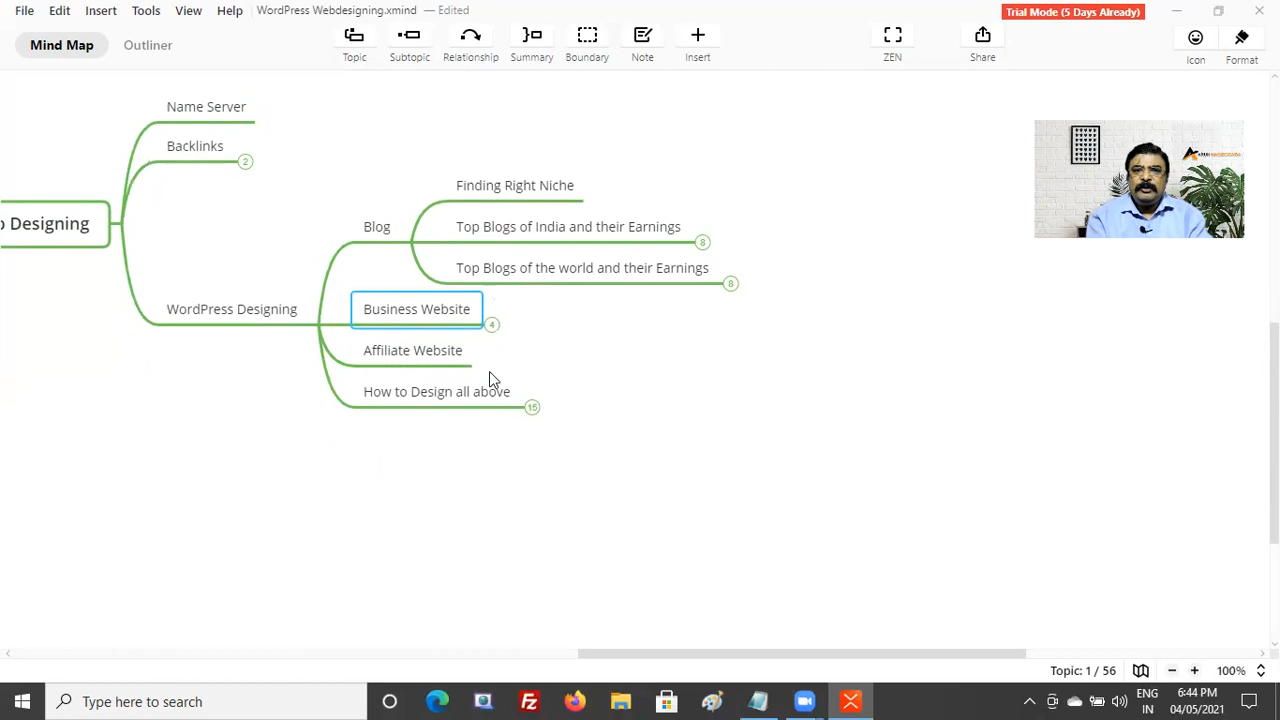 File Edit Insert Tools View Help WordPress Webdesigning.xmind — Edited Trial Mode (5 Days Already)
Mind Map Outliner
Topic Subtopic Relationship Summary Boundary Note Insert ZEN Share Icon Format
Name Server
Backlinks 2
Designing
WordPress Designing
Blog
Finding Right Niche
Top Blogs of India and their Earnings 8
Top Blogs of the world and their Earnings 8
Business Website 4
Affiliate Website
How to Design all above 15
Topic: 1 / 56 100%
Type here to search
ENG 6:44 PM
IN 04/05/2021